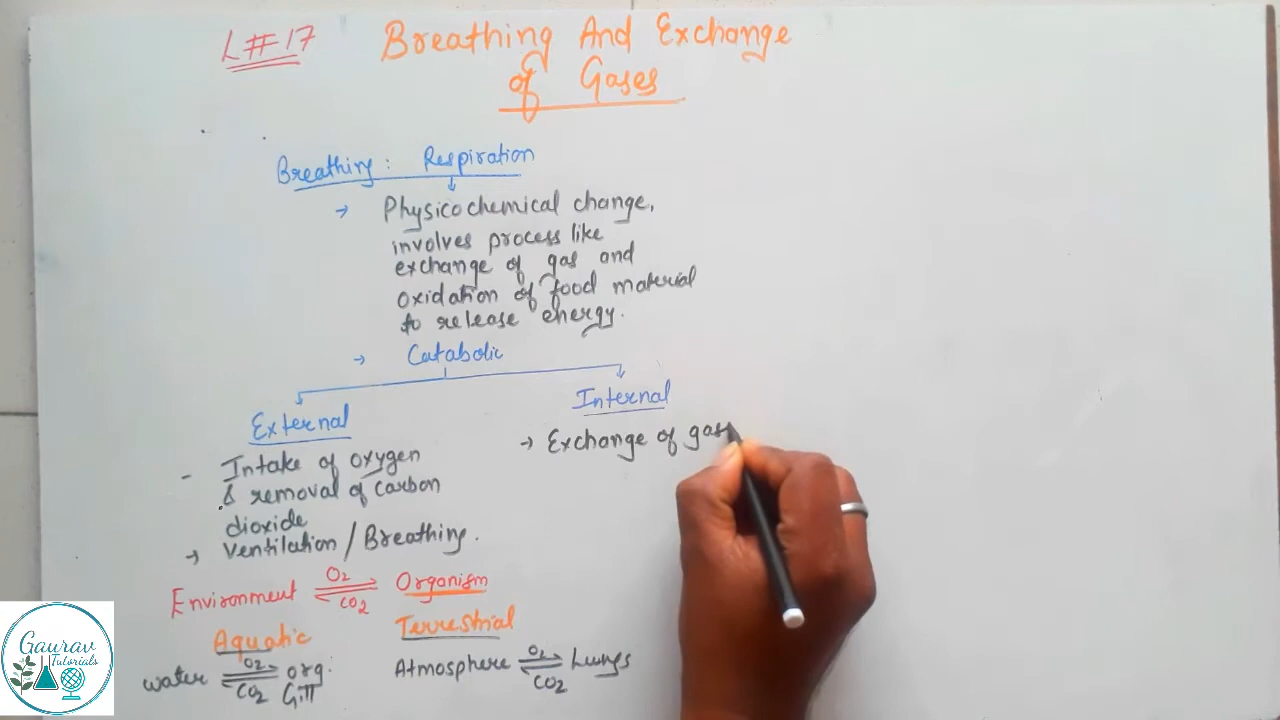 L#17 Breathing And Exchange
of Gases
Breathing: Respiration
→ Physicochemical change,
involves process like
exchange of gas and
oxidation of food material
to release energy.
→ Catabolic
External
- Intake of oxygen
& removal of carbon
dioxide
→ Ventilation / Breathing.
Internal
→ Exchange of gas
Environment O2 ⇌ CO2 Organism
Aquatic
water O2 ⇌ CO2 org.
Gill
Terrestrial
Atmosphere O2 ⇌ CO2 Lungs
Gaurav
Tutorials